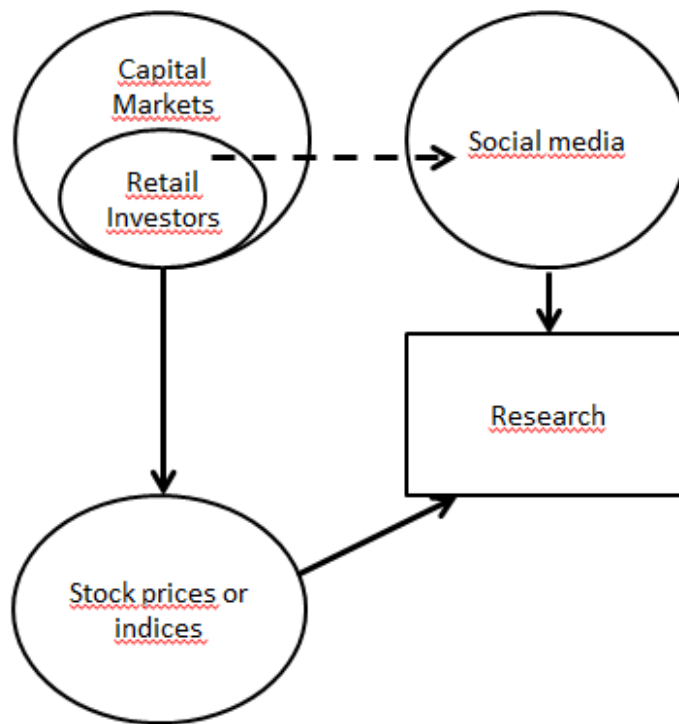 Capital
Markets
Retail
Investors
Social media
Research
Stock prices or
indices